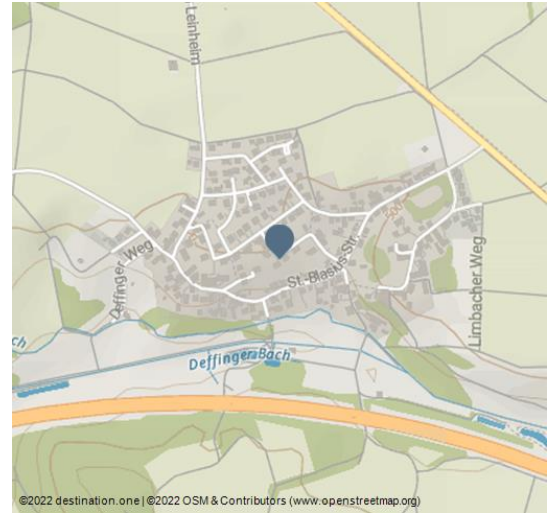 Leinheim
Deffinger Weg
St.-Blasius-Str.
Limbacher Weg
Deffinger Bach
©2022 destination.one | ©2022 OSM & Contributors (www.openstreetmap.org)